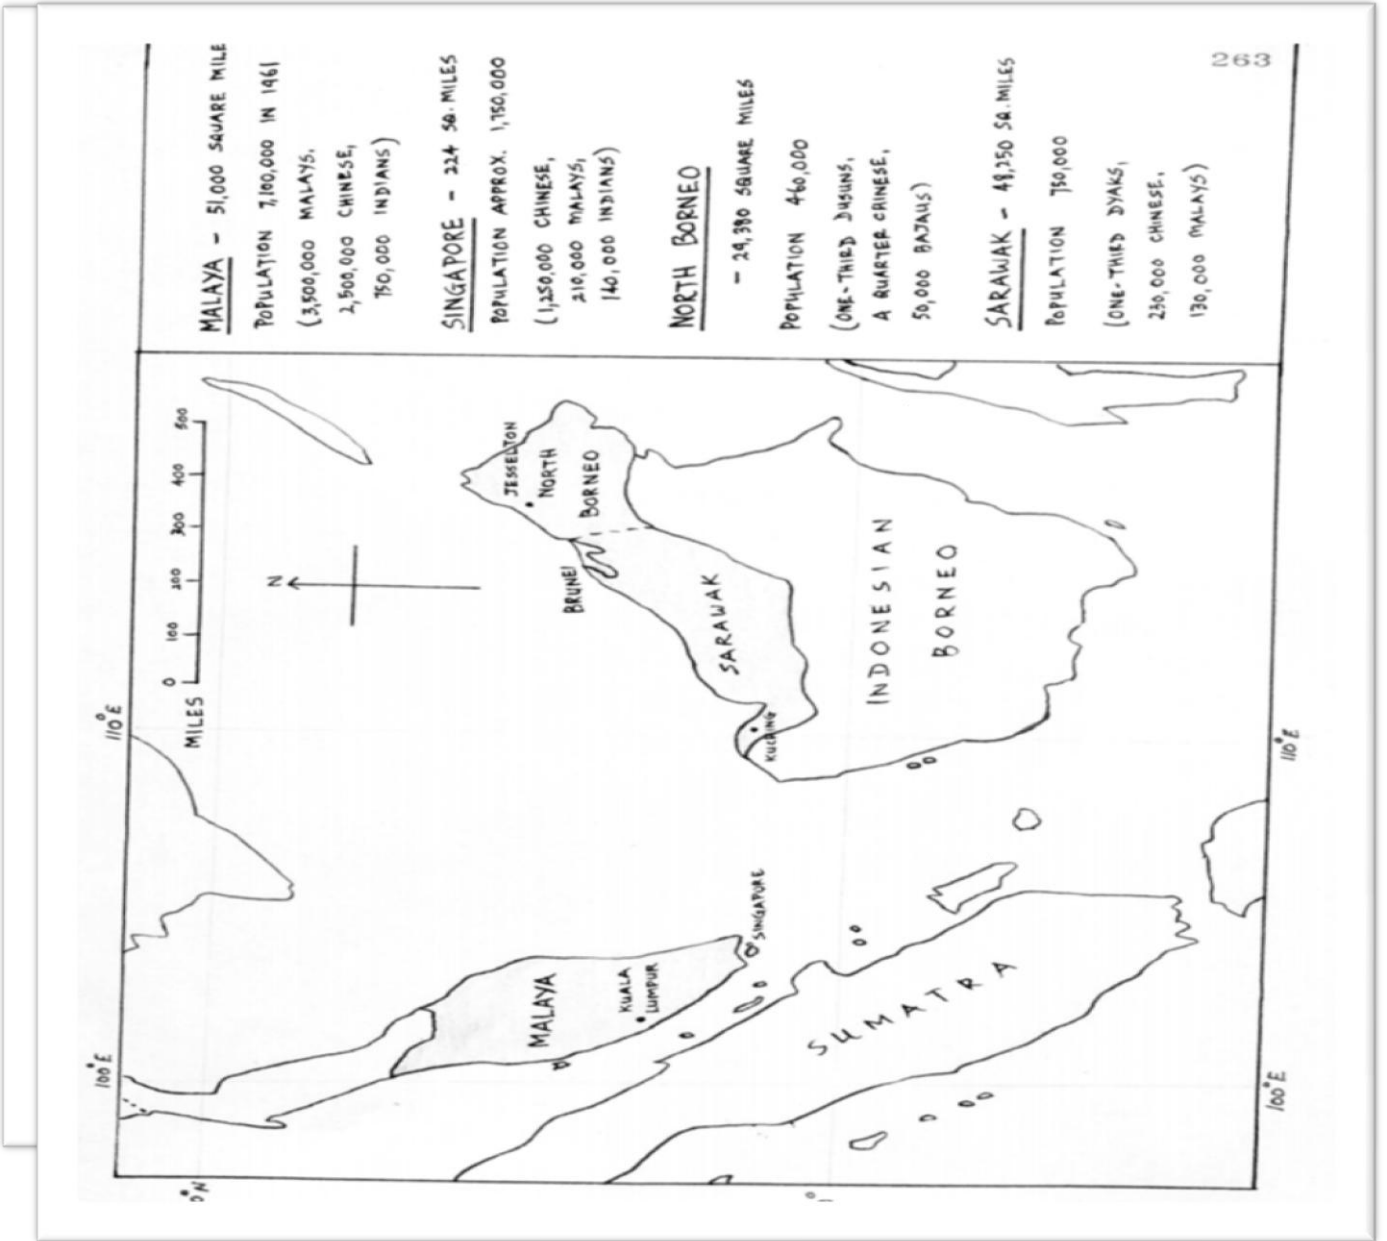 263
MALAYA – 51,000 SQUARE MILE
POPULATION 7,100,000 IN 1961
(3,500,000 MALAYS,
2,500,000 CHINESE,
750,000 INDIANS)
SINGAPORE – 224 SQ. MILES
POPULATION APPROX. 1,750,000
(1,250,000 CHINESE,
210,000 MALAYS,
140,000 INDIANS)
NORTH BORNEO
– 29,380 SQUARE MILES
POPULATION 460,000
(ONE-THIRD DUSUNS,
A QUARTER CHINESE,
50,000 BAJAUS)
SARAWAK – 48,250 SQ. MILES
POPULATION 750,000
(ONE-THIRD DYAKS,
230,000 CHINESE,
130,000 MALAYS)
100°E
110°E
MILES
0 100 200 300 400 500
N
0°N
JESSELTON
NORTH
BORNEO
BRUNEI
SARAWAK
KUCHING
INDONESIAN
BORNEO
MALAYA
KUALA
LUMPUR
SINGAPORE
SUMATRA
0°
100°E
110°E